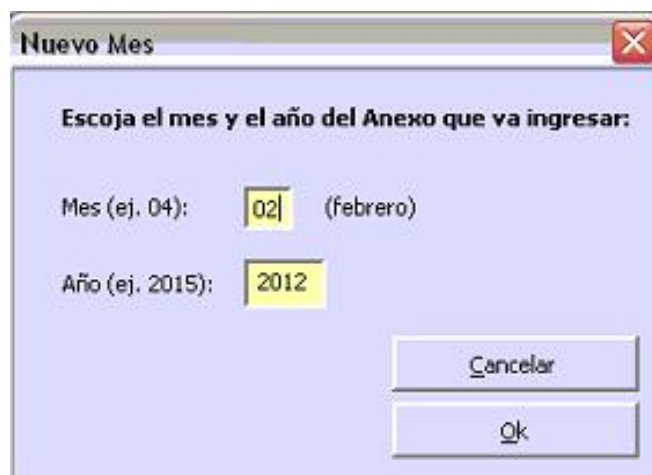 Nuevo Mes
Escoja el mes y el año del Anexo que va ingresar:
Mes (ej. 04): 02 (febrero)
Año (ej. 2015): 2012
Cancelar
Ok